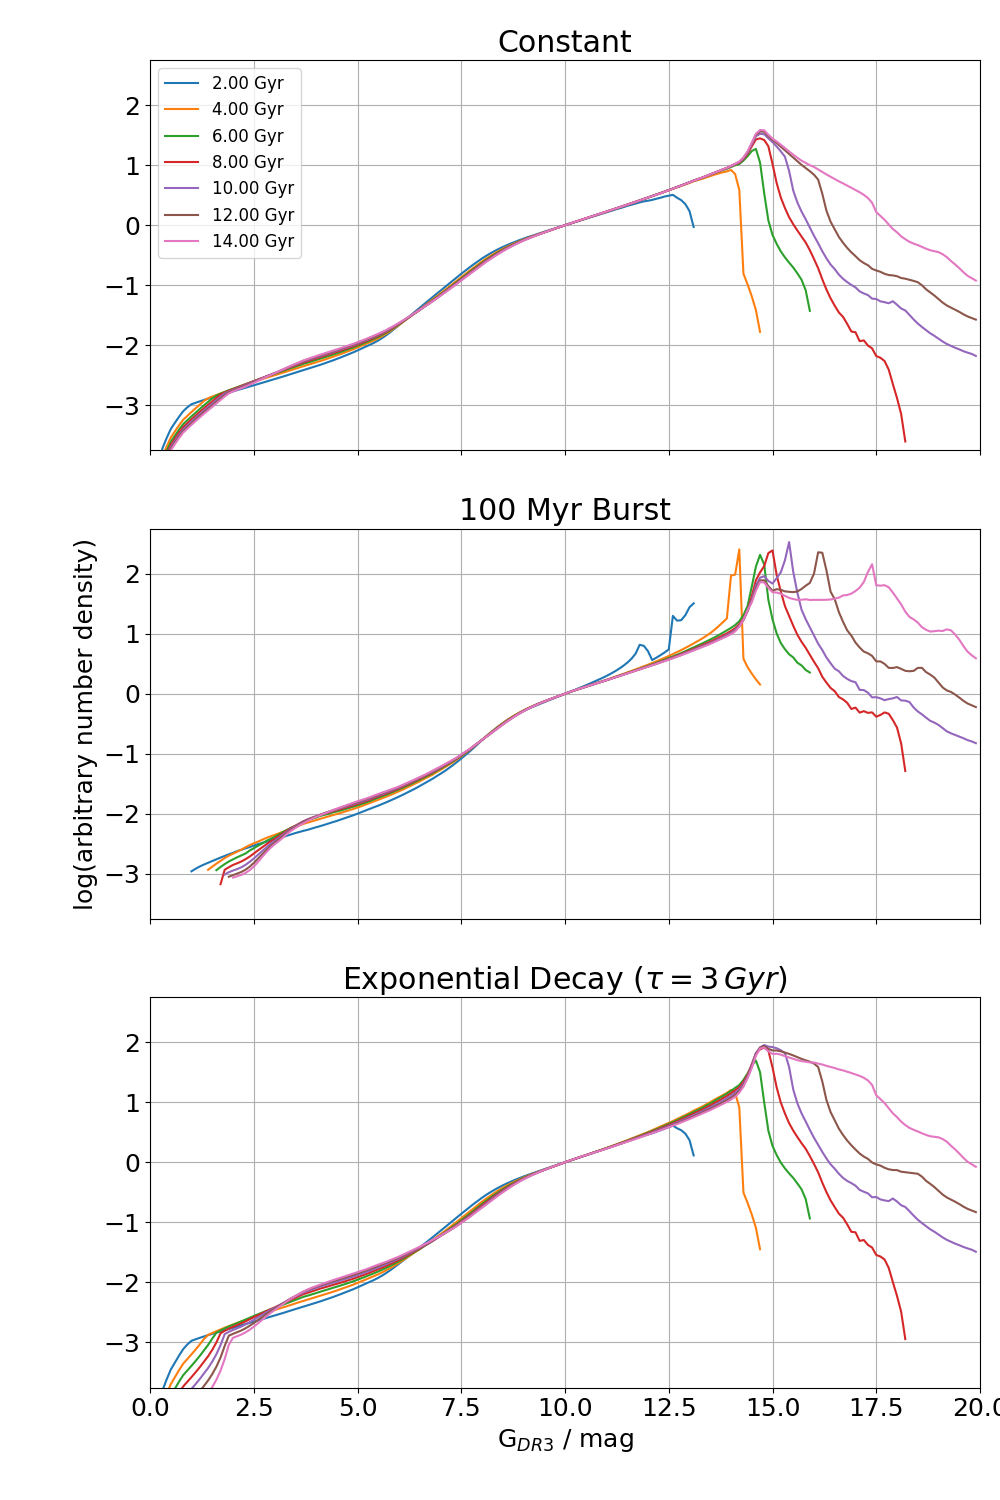 Constant
2
1
0
−1
−2
−3
2.00 Gyr
4.00 Gyr
6.00 Gyr
8.00 Gyr
10.00 Gyr
12.00 Gyr
14.00 Gyr
100 Myr Burst
log(arbitrary number density)
2
1
0
−1
−2
−3
Exponential Decay (τ = 3 Gyr)
2
1
0
−1
−2
−3
0.0 2.5 5.0 7.5 10.0 12.5 15.0 17.5 20.0
G_DR3 / mag